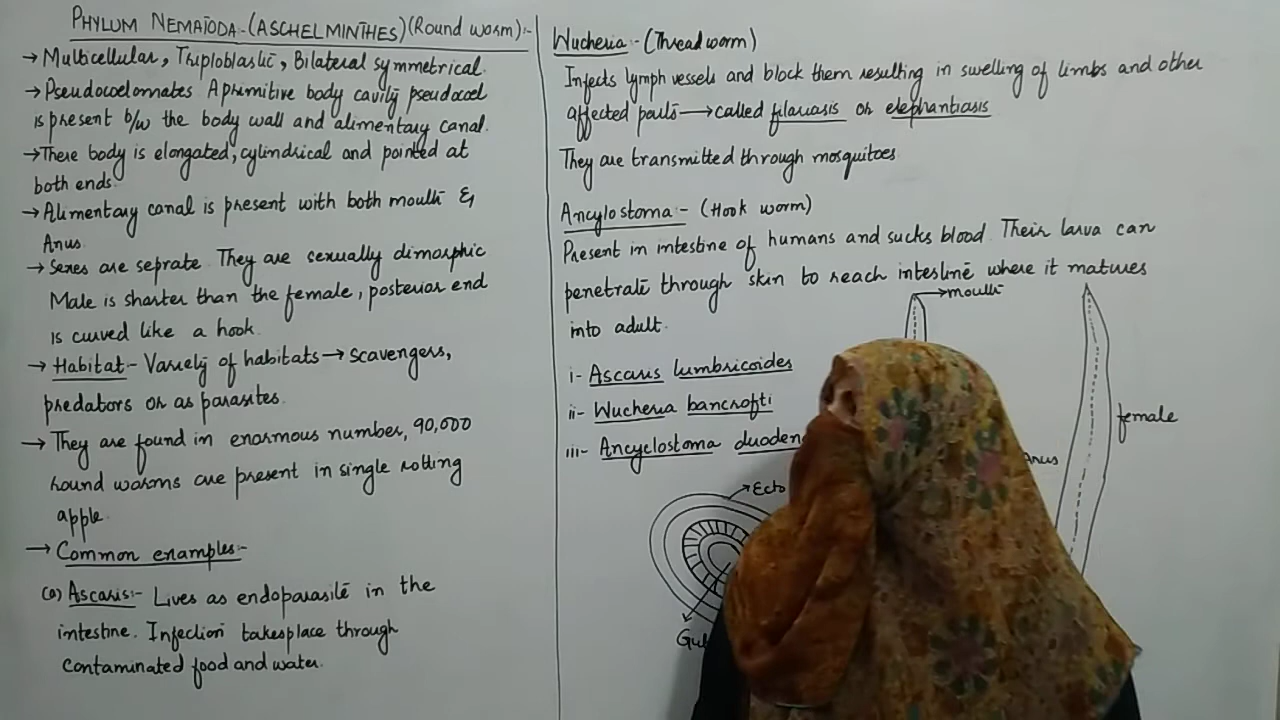 PHYLUM NEMATODA:-(ASCHELMINTHES)(Round worm):-
→ Multicellular, Triploblastic, Bilateral symmetrical.
→ Pseudocoelomates A primitive body cavity pseudocoel
is present b/w the body wall and alimentary canal.
→ There body is elongated, cylindrical and pointed at
both ends.
→ Alimentary canal is present with both mouth &
Anus.
→ Sexes are seprate. They are sexually dimorphic
Male is sharter than the female, posterior end
is curved like a hook.
→ Habitat- Variety of habitats → scavengers,
predators or as parasites.
→ They are found in enormous number, 90,000
round worms are present in single rotting
apple.
→ Common enamples:-
(a) Ascaris:- Lives as endoparasite in the
intestine. Infection takesplace through
Contaminated food and water.
Wucheria:- (Thread worm)
Infects lymph vessels and block them resulting in swelling of limbs and other
affected parts → called filariasis or elephantiasis
They are transmitted through mosquitoes
Ancylostoma:- (Hook worm)
Present in intestine of humans and sucks blood. Their larva can
penetrate through skin to reach intestine where it matures
into adult.
i- Ascaris lumbricoides
ii- Wucheria bancrofti
iii- Ancyclostoma duoden
mouth
female
Anus
Ecto
Gu